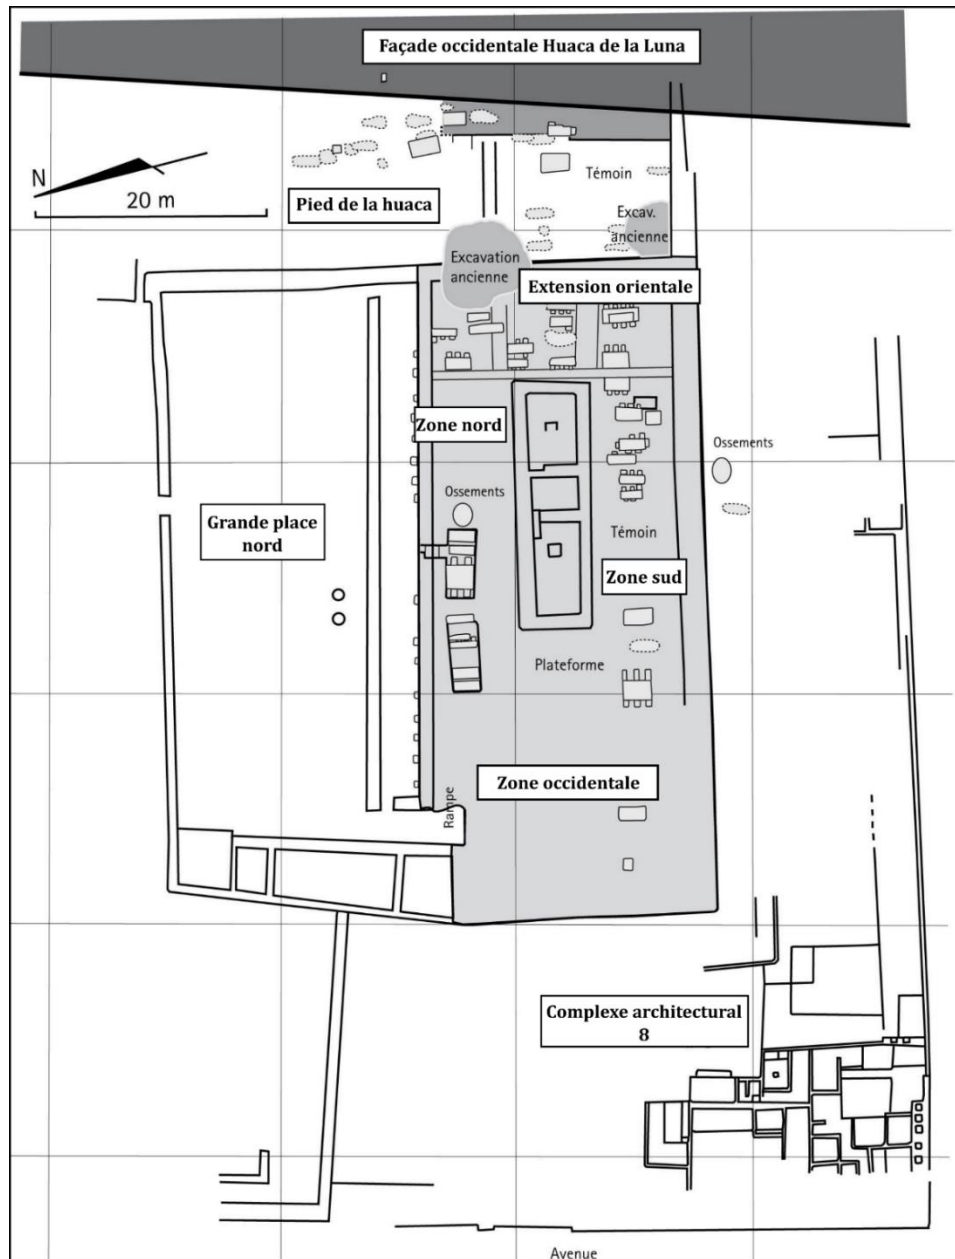 Façade occidentale Huaca de la Luna
N
20 m
Témoin
Pied de la huaca
Excav.
ancienne
Excavation
ancienne
Extension orientale
Zone nord
Ossements
Ossements
Grande place
nord
Témoin
Zone sud
Plateforme
Zone occidentale
Rampe
Complexe architectural
8
Avenue